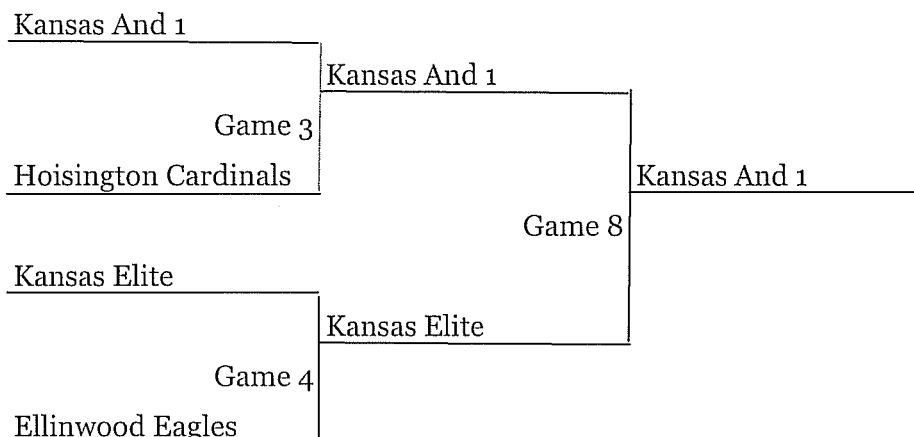 Kansas And 1
Kansas And 1
Game 3
Hoisington Cardinals
Kansas And 1
Game 8
Kansas Elite
Kansas Elite
Game 4
Ellinwood Eagles